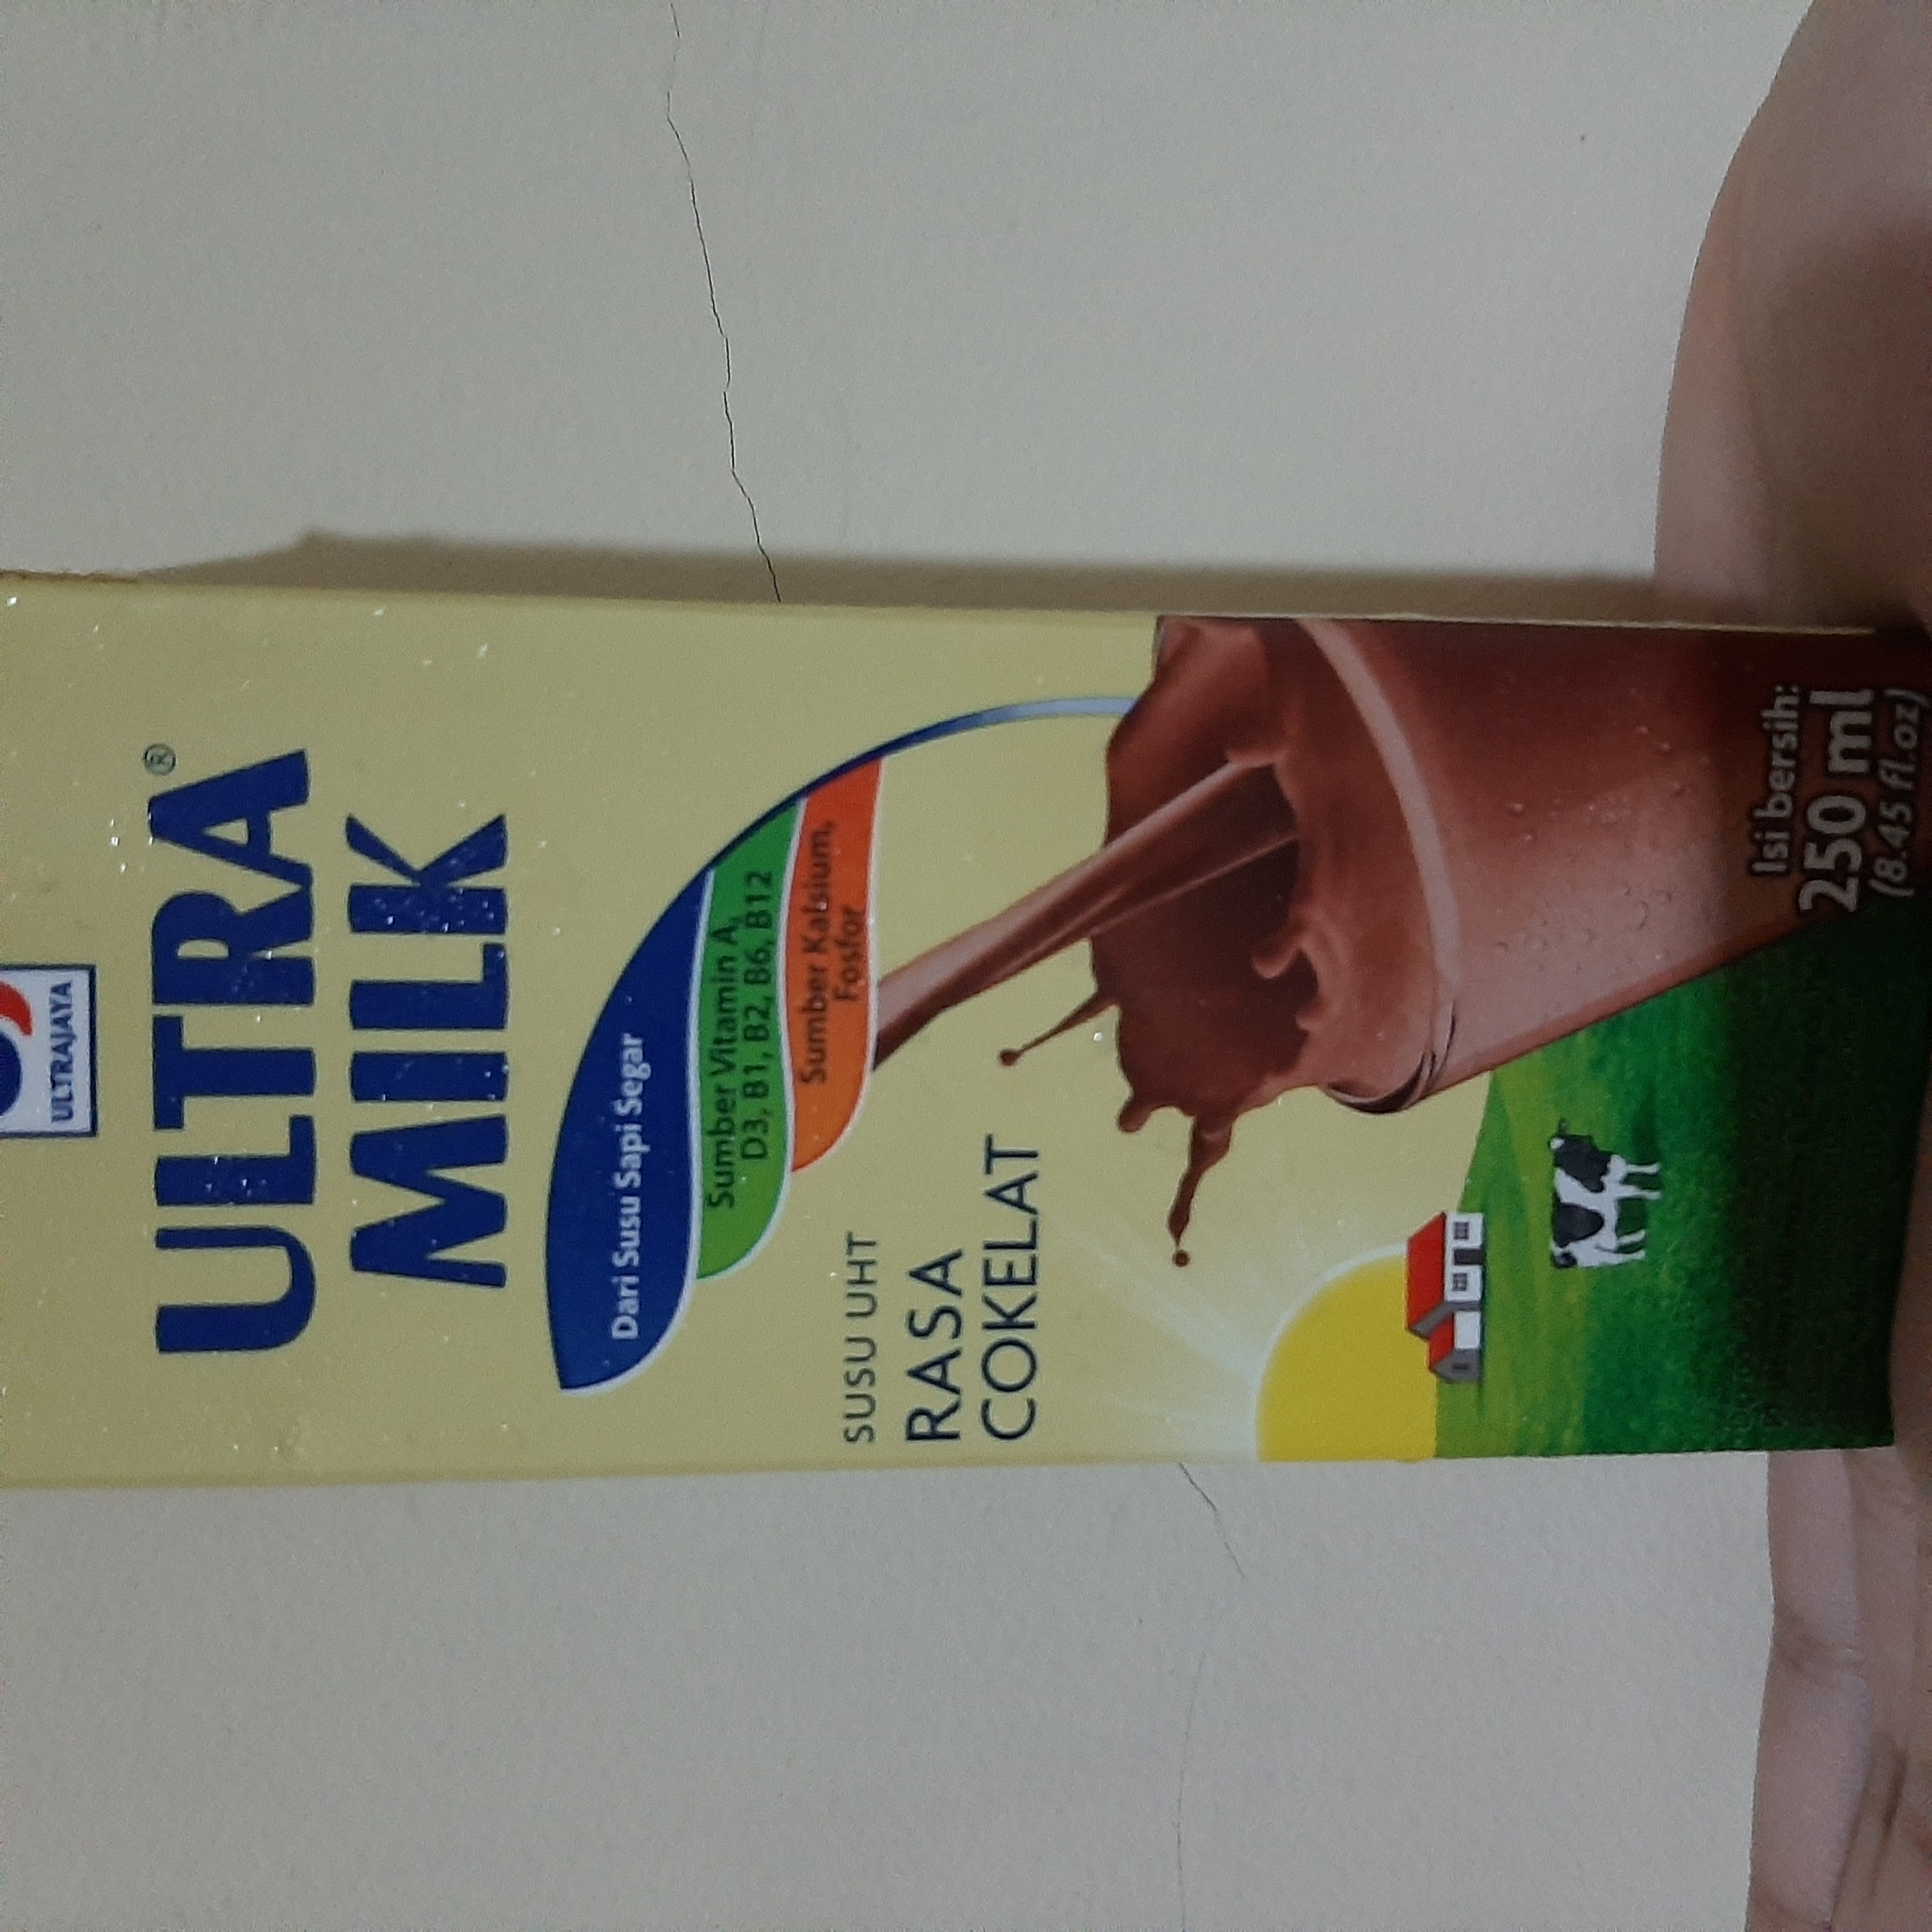 ULTRAJAYA
ULTRA®
MILK
Dari Susu Sapi Segar
Sumber Vitamin A,
D3, B1, B2, B6, B12
Sumber Kalsium,
Fosfor
SUSU UHT
RASA
COKELAT
Isi bersih:
250 ml
(8.45 fl.oz)